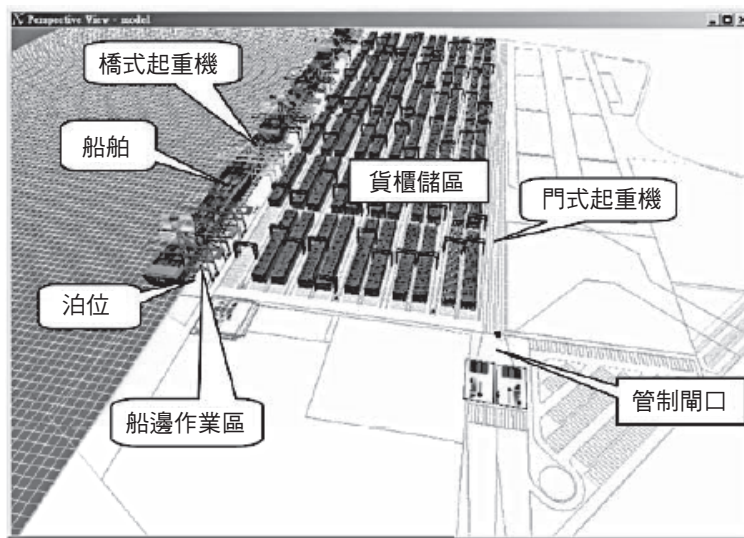 Perspective View - model
橋式起重機
船舶
貨櫃儲區
門式起重機
泊位
船邊作業區
管制閘口